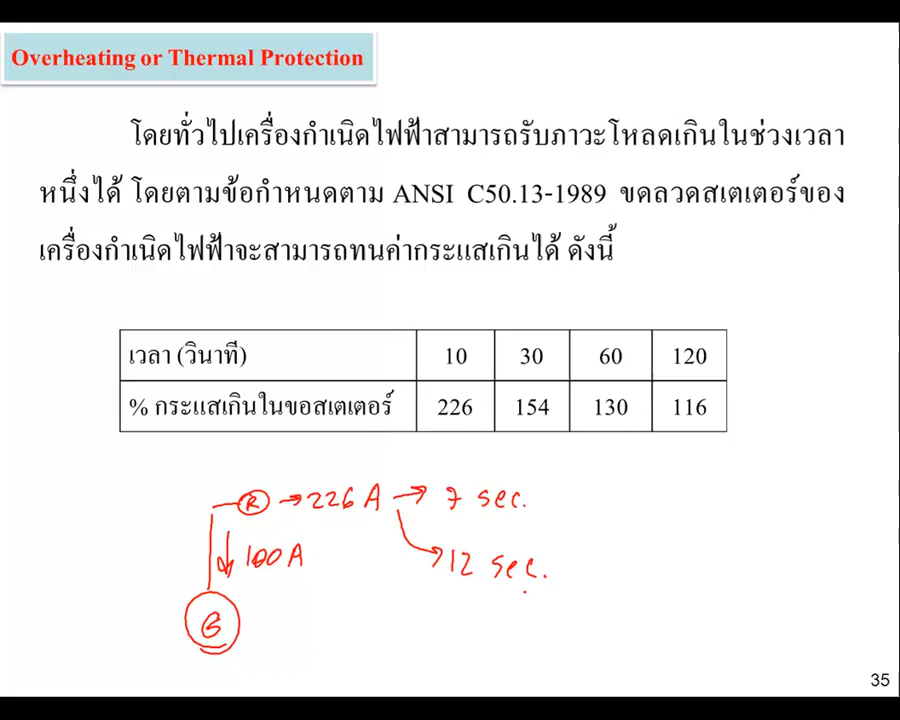 Overheating or Thermal Protection
โดยทั่วไปเครื่องกำเนิดไฟฟ้าสามารถรับภาวะโหลดเกินในช่วงเวลา
หนึ่งได้ โดยตามข้อกำหนดตาม ANSI C50.13-1989 ขดลวดสเตเตอร์ของ
เครื่องกำเนิดไฟฟ้าจะสามารถทนค่ากระแสเกินได้ ดังนี้
เวลา (วินาที) 10 30 60 120
% กระแสเกินในขอสเตเตอร์ 226 154 130 116
R → 226 A → 7 sec.
100 A → 12 sec.
G
35